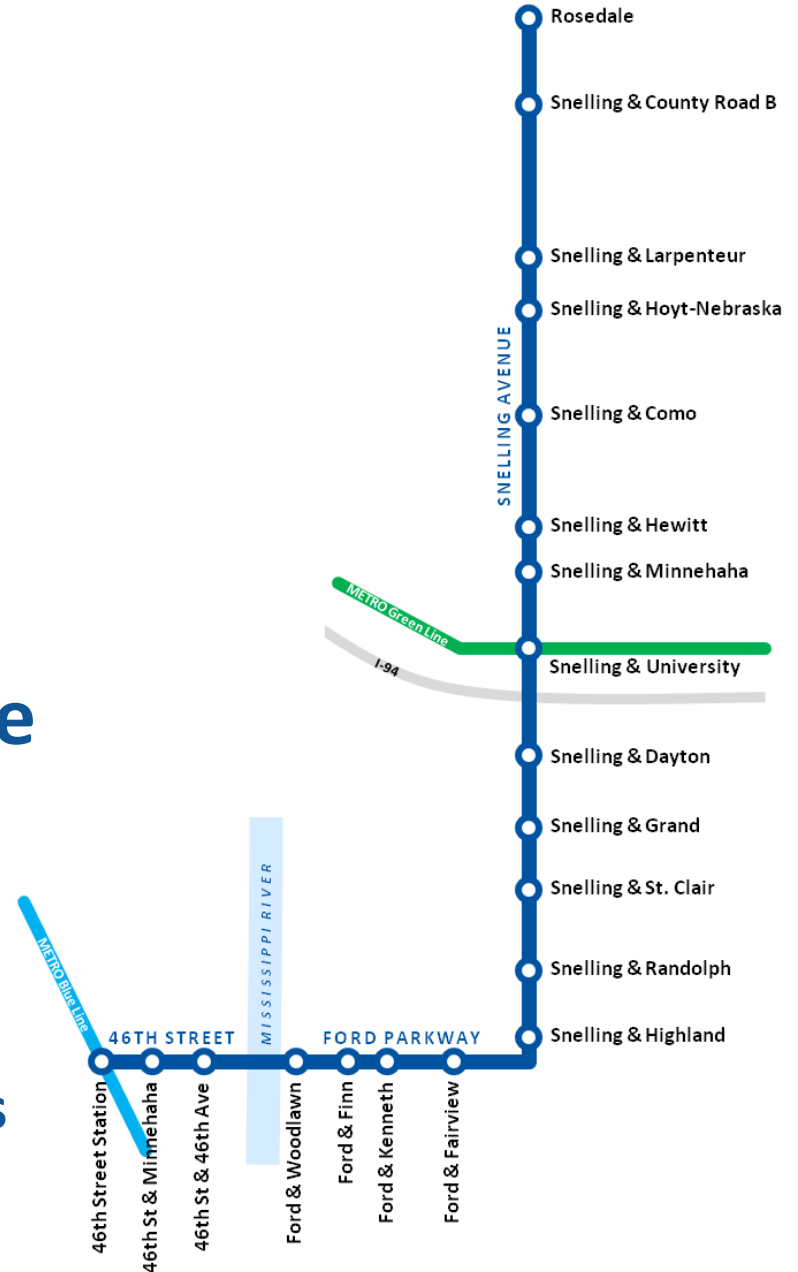 Rosedale
Snelling & County Road B
Snelling & Larpenteur
Snelling & Hoyt-Nebraska
SNELLING AVENUE
Snelling & Como
Snelling & Hewitt
Snelling & Minnehaha
METRO Green Line
Snelling & University
I-94
e
Snelling & Dayton
Snelling & Grand
MISSISSIPPI RIVER
Snelling & St. Clair
METRO Blue Line
Snelling & Randolph
46TH STREET
FORD PARKWAY
Snelling & Highland
s
46th Street Station
46th St & Minnehaha
46th St & 46th Ave
Ford & Woodlawn
Ford & Finn
Ford & Kenneth
Ford & Fairview